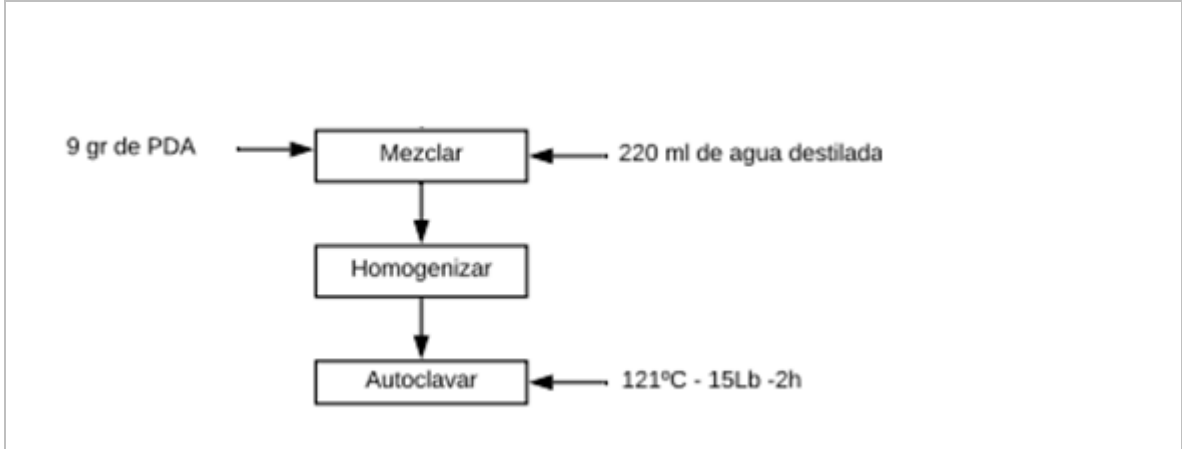 9 gr de PDA
Mezclar
220 ml de agua destilada
Homogenizar
Autoclavar
121ºC - 15Lb -2h